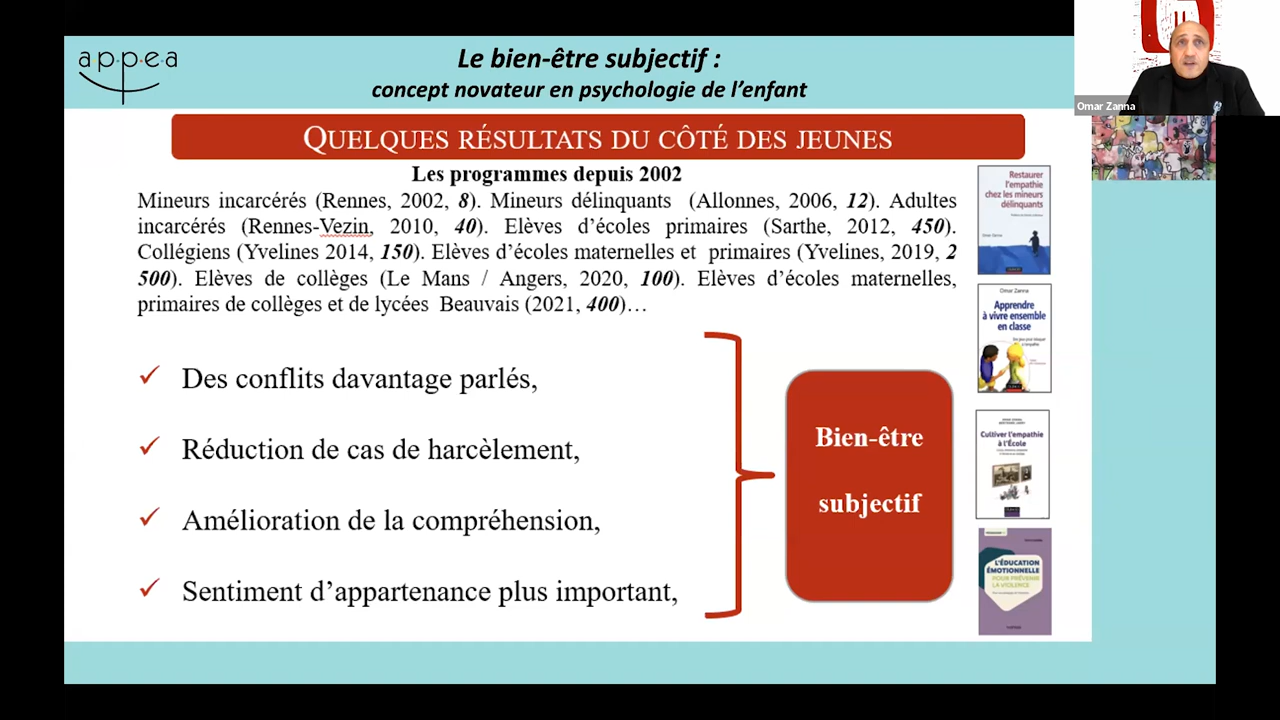 a·p·p·e·a
Le bien-être subjectif :
concept novateur en psychologie de l'enfant
Omar Zanna
QUELQUES RÉSULTATS DU CÔTÉ DES JEUNES
Les programmes depuis 2002
Mineurs incarcérés (Rennes, 2002, 8). Mineurs délinquants (Allonnes, 2006, 12). Adultes
incarcérés (Rennes-Vezin, 2010, 40). Elèves d'écoles primaires (Sarthe, 2012, 450).
Collégiens (Yvelines 2014, 150). Elèves d'écoles maternelles et primaires (Yvelines, 2019, 2
500). Elèves de collèges (Le Mans / Angers, 2020, 100). Elèves d'écoles maternelles,
primaires de collèges et de lycées Beauvais (2021, 400)…
✓ Des conflits davantage parlés,
✓ Réduction de cas de harcèlement,
✓ Amélioration de la compréhension,
✓ Sentiment d'appartenance plus important,
Bien-être
subjectif
Restaurer
l'empathie
chez les mineurs
délinquants
Omar Zanna
Apprendre
à vivre ensemble
en classe
Cultiver l'empathie
à l'École
L'ÉDUCATION
ÉMOTIONNELLE
POUR PRÉVENIR
LA VIOLENCE